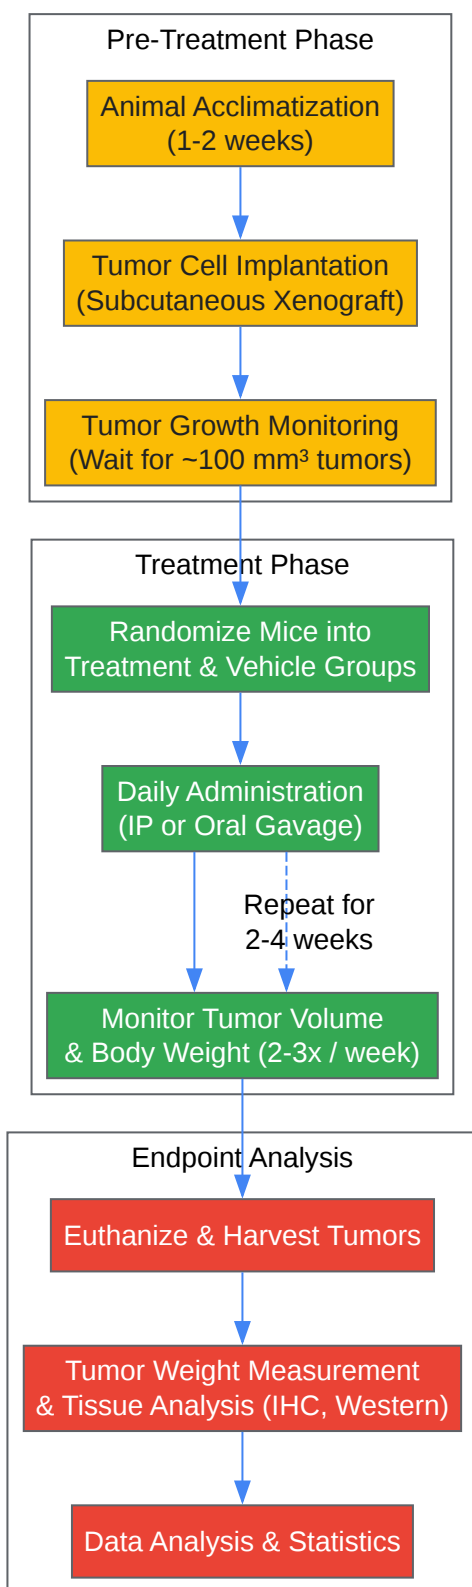 Pre-Treatment Phase
Animal Acclimatization
(1-2 weeks)
Tumor Cell Implantation
(Subcutaneous Xenograft)
Tumor Growth Monitoring
(Wait for ~100 mm³ tumors)
Treatment Phase
Randomize Mice into
Treatment & Vehicle Groups
Daily Administration
(IP or Oral Gavage)
Repeat for
2-4 weeks
Monitor Tumor Volume
& Body Weight (2-3x / week)
Endpoint Analysis
Euthanize & Harvest Tumors
Tumor Weight Measurement
& Tissue Analysis (IHC, Western)
Data Analysis & Statistics